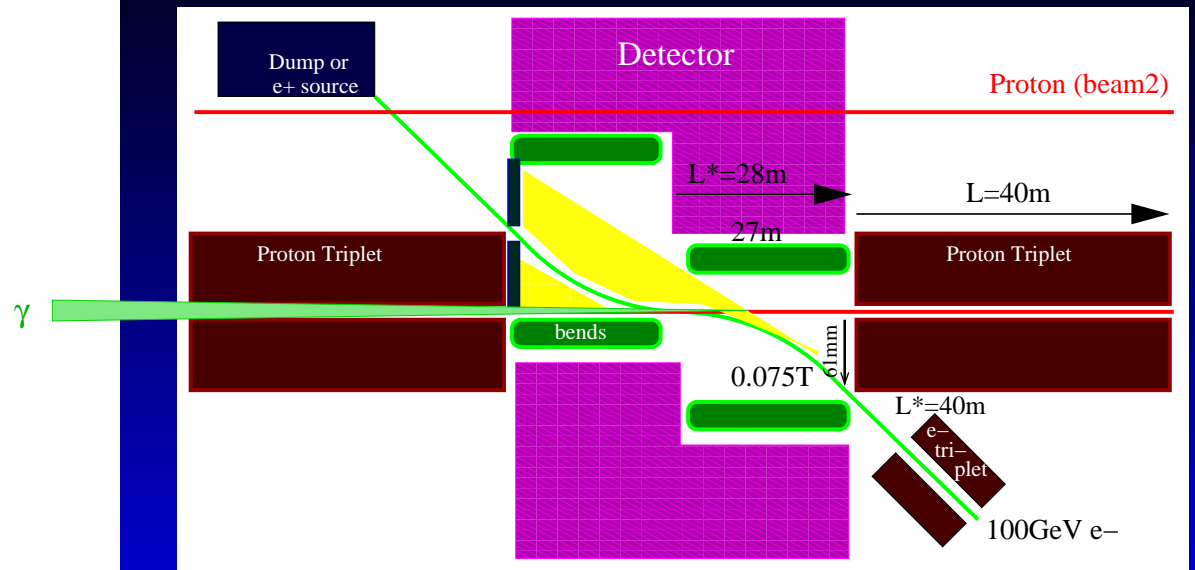 Detector
Dump or
e+ source
Proton (beam2)
L*=28m
L=40m
27m
Proton Triplet
Proton Triplet
γ
bends
61mm
0.075T
L*=40m
e–
tri–
plet
100GeV e–